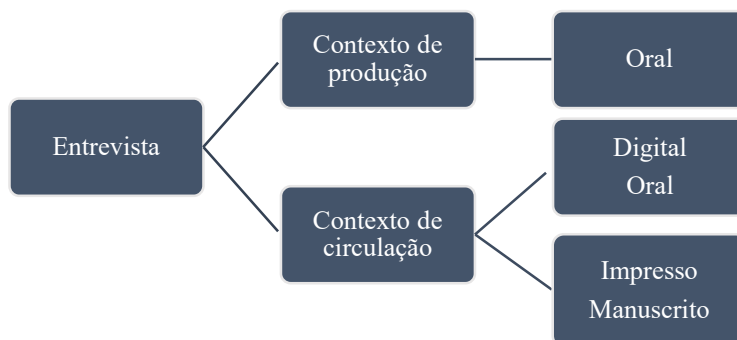 Entrevista
Contexto de
produção
Oral
Contexto de
circulação
Digital
Oral
Impresso
Manuscrito